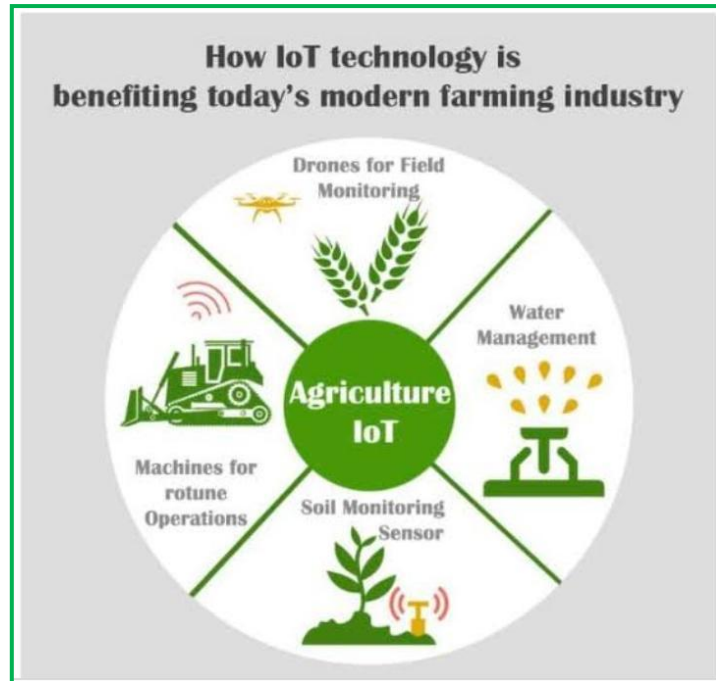 How IoT technology is
benefiting today's modern farming industry
Drones for Field
Monitoring
Water
Management
Agriculture
IoT
Machines for
rotune
Operations
Soil Monitoring
Sensor